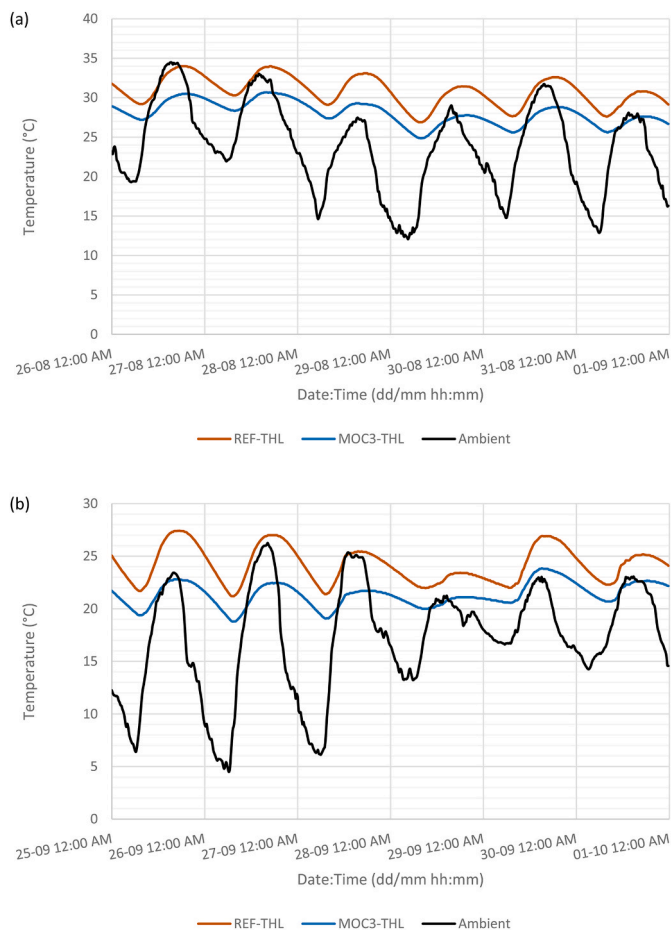 (a)
40
35
30
25
20
15
10
5
0
Temperature (°C)
26-08 12:00 AM
27-08 12:00 AM
28-08 12:00 AM
29-08 12:00 AM
30-08 12:00 AM
31-08 12:00 AM
01-09 12:00 AM
Date:Time (dd/mm hh:mm)
REF-THL MOC3-THL Ambient
(b)
30
25
20
15
10
5
0
Temperature (°C)
25-09 12:00 AM
26-09 12:00 AM
27-09 12:00 AM
28-09 12:00 AM
29-09 12:00 AM
30-09 12:00 AM
01-10 12:00 AM
Date:Time (dd/mm hh:mm)
REF-THL MOC3-THL Ambient